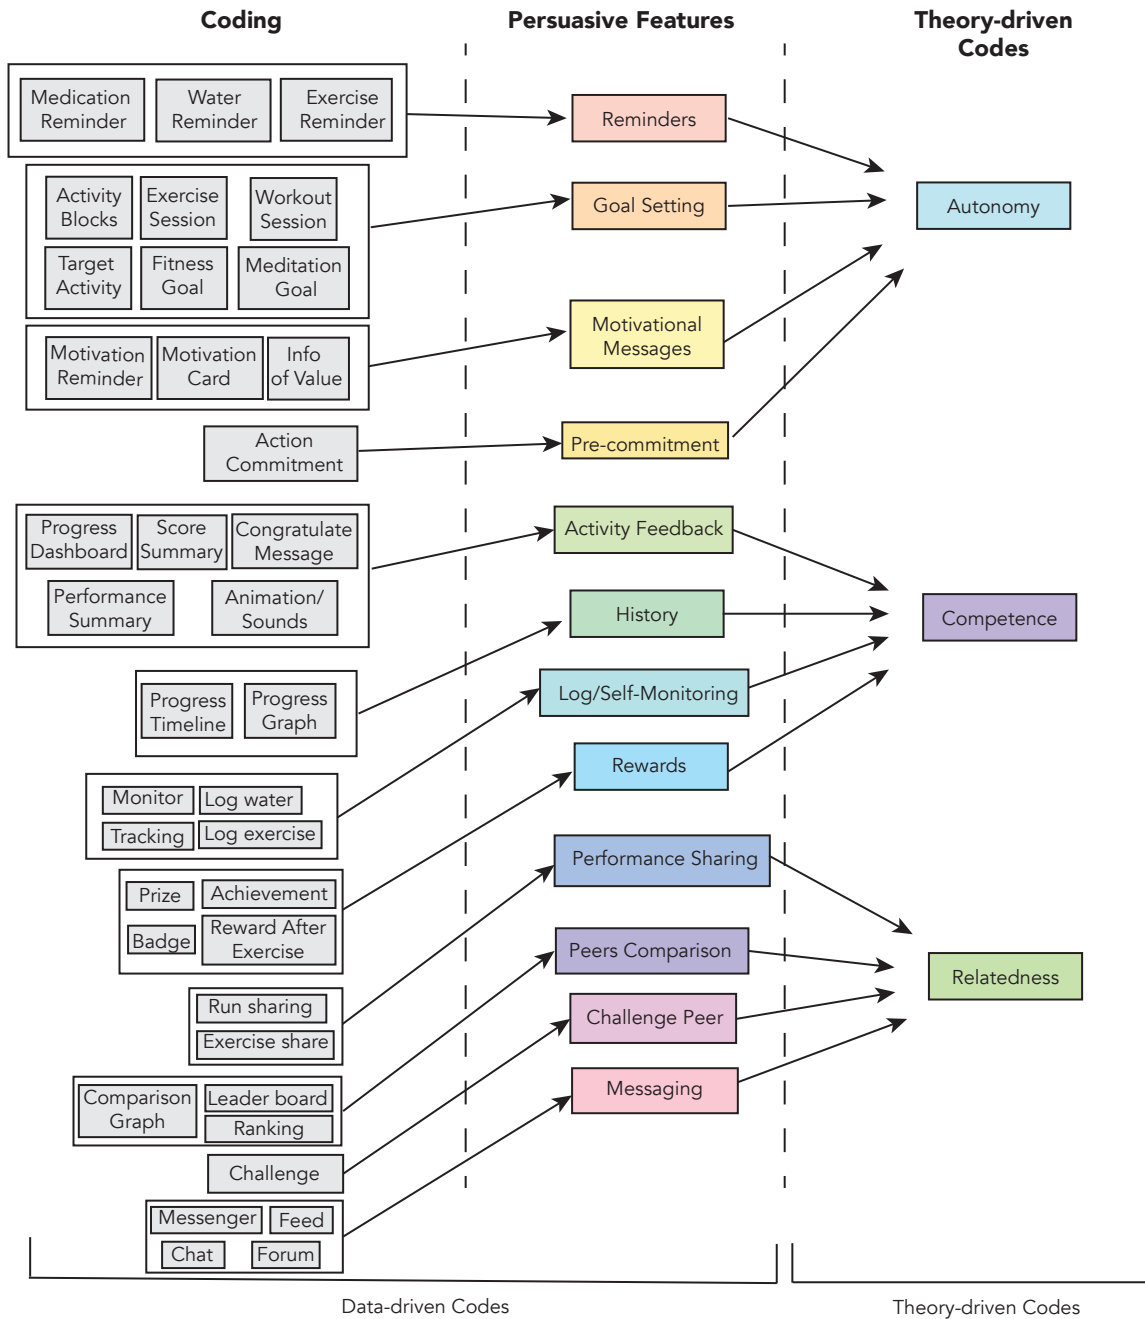 Coding
Persuasive Features
Theory-driven
Codes
Medication
Reminder
Water
Reminder
Exercise
Reminder
Reminders
Activity
Blocks
Exercise
Session
Workout
Session
Target
Activity
Fitness
Goal
Meditation
Goal
Goal Setting
Autonomy
Motivation
Reminder
Motivation
Card
Info
of Value
Motivational
Messages
Action
Commitment
Pre-commitment
Progress
Dashboard
Score
Summary
Congratulate
Message
Performance
Summary
Animation/
Sounds
Activity Feedback
History
Competence
Progress
Timeline
Progress
Graph
Log/Self-Monitoring
Monitor
Log water
Tracking
Log exercise
Rewards
Prize
Achievement
Badge
Reward After
Exercise
Performance Sharing
Run sharing
Exercise share
Peers Comparison
Relatedness
Comparison
Graph
Leader board
Ranking
Challenge Peer
Challenge
Messaging
Messenger
Feed
Chat
Forum
Data-driven Codes
Theory-driven Codes